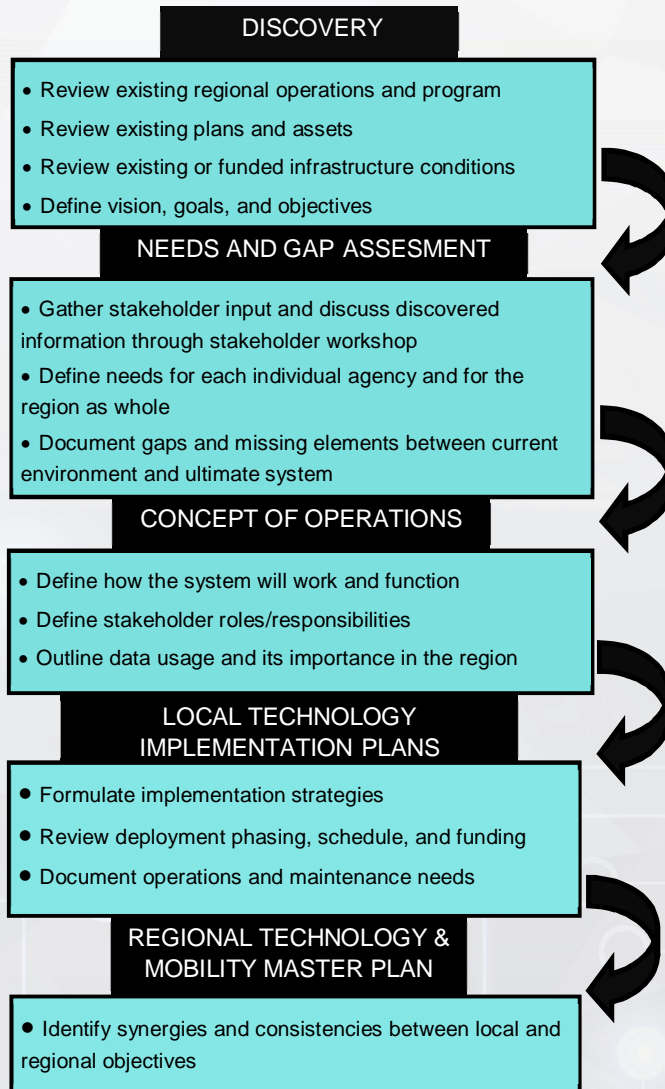 DISCOVERY
• Review existing regional operations and program
• Review existing plans and assets
• Review existing or funded infrastructure conditions
• Define vision, goals, and objectives
NEEDS AND GAP ASSESMENT
• Gather stakeholder input and discuss discovered
information through stakeholder workshop
• Define needs for each individual agency and for the
region as whole
• Document gaps and missing elements between current
environment and ultimate system
CONCEPT OF OPERATIONS
• Define how the system will work and function
• Define stakeholder roles/responsibilities
• Outline data usage and its importance in the region
LOCAL TECHNOLOGY
IMPLEMENTATION PLANS
• Formulate implementation strategies
• Review deployment phasing, schedule, and funding
• Document operations and maintenance needs
REGIONAL TECHNOLOGY &
MOBILITY MASTER PLAN
• Identify synergies and consistencies between local and
regional objectives